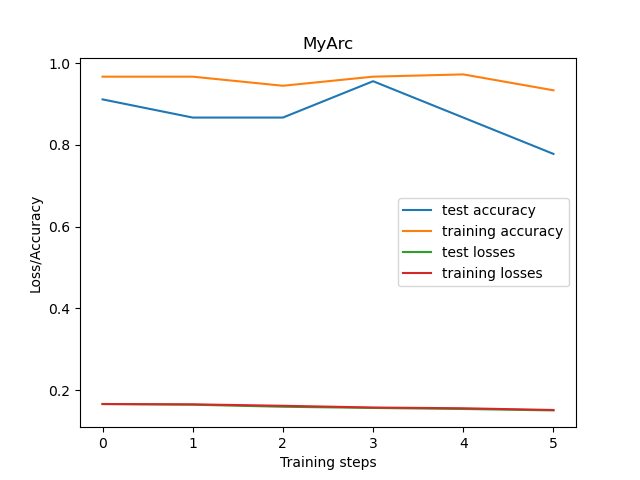 MyArc
1.0
0.8
0.6
0.4
0.2
Loss/Accuracy
test accuracy
training accuracy
test losses
training losses
0 1 2 3 4 5
Training steps